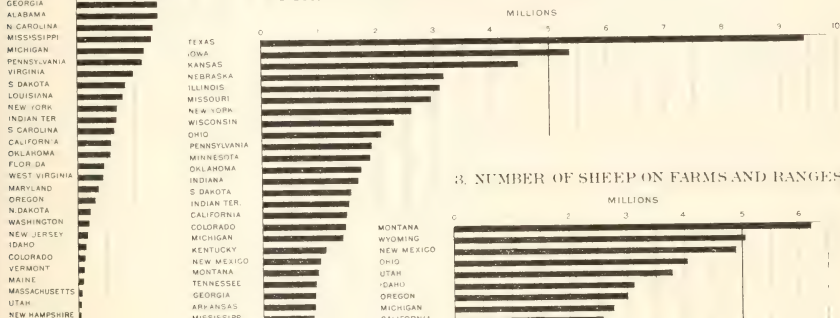 GEORGIA
ALABAMA
N. CAROLINA
MISSISSIPPI
MICHIGAN
PENNSYLVANIA
VIRGINIA
S DAKOTA
LOUISIANA
NEW YORK
INDIAN TER
S CAROLINA
CALIFORNIA
OKLAHOMA
FLORIDA
WEST VIRGINIA
MARYLAND
OREGON
N. DAKOTA
WASHINGTON
NEW JERSEY
IDAHO
COLORADO
VERMONT
MAINE
MASSACHUSETTS
UTAH
NEW HAMPSHIRE
MILLIONS
0 1 2 3 4 5 6 7 8 9 10
TEXAS
IOWA
KANSAS
NEBRASKA
ILLINOIS
MISSOURI
NEW YORK
WISCONSIN
OHIO
PENNSYLVANIA
MINNESOTA
OKLAHOMA
INDIANA
S DAKOTA
INDIAN TER.
CALIFORNIA
COLORADO
MICHIGAN
KENTUCKY
NEW MEXICO
MONTANA
TENNESSEE
GEORGIA
ARKANSAS
MISSISSIPPI
3. NUMBER OF SHEEP ON FARMS AND RANGES
MILLIONS
0 2 3 4 5 6
MONTANA
WYOMING
NEW MEXICO
OHIO
UTAH
IDAHO
OREGON
MICHIGAN
CALIFORNIA